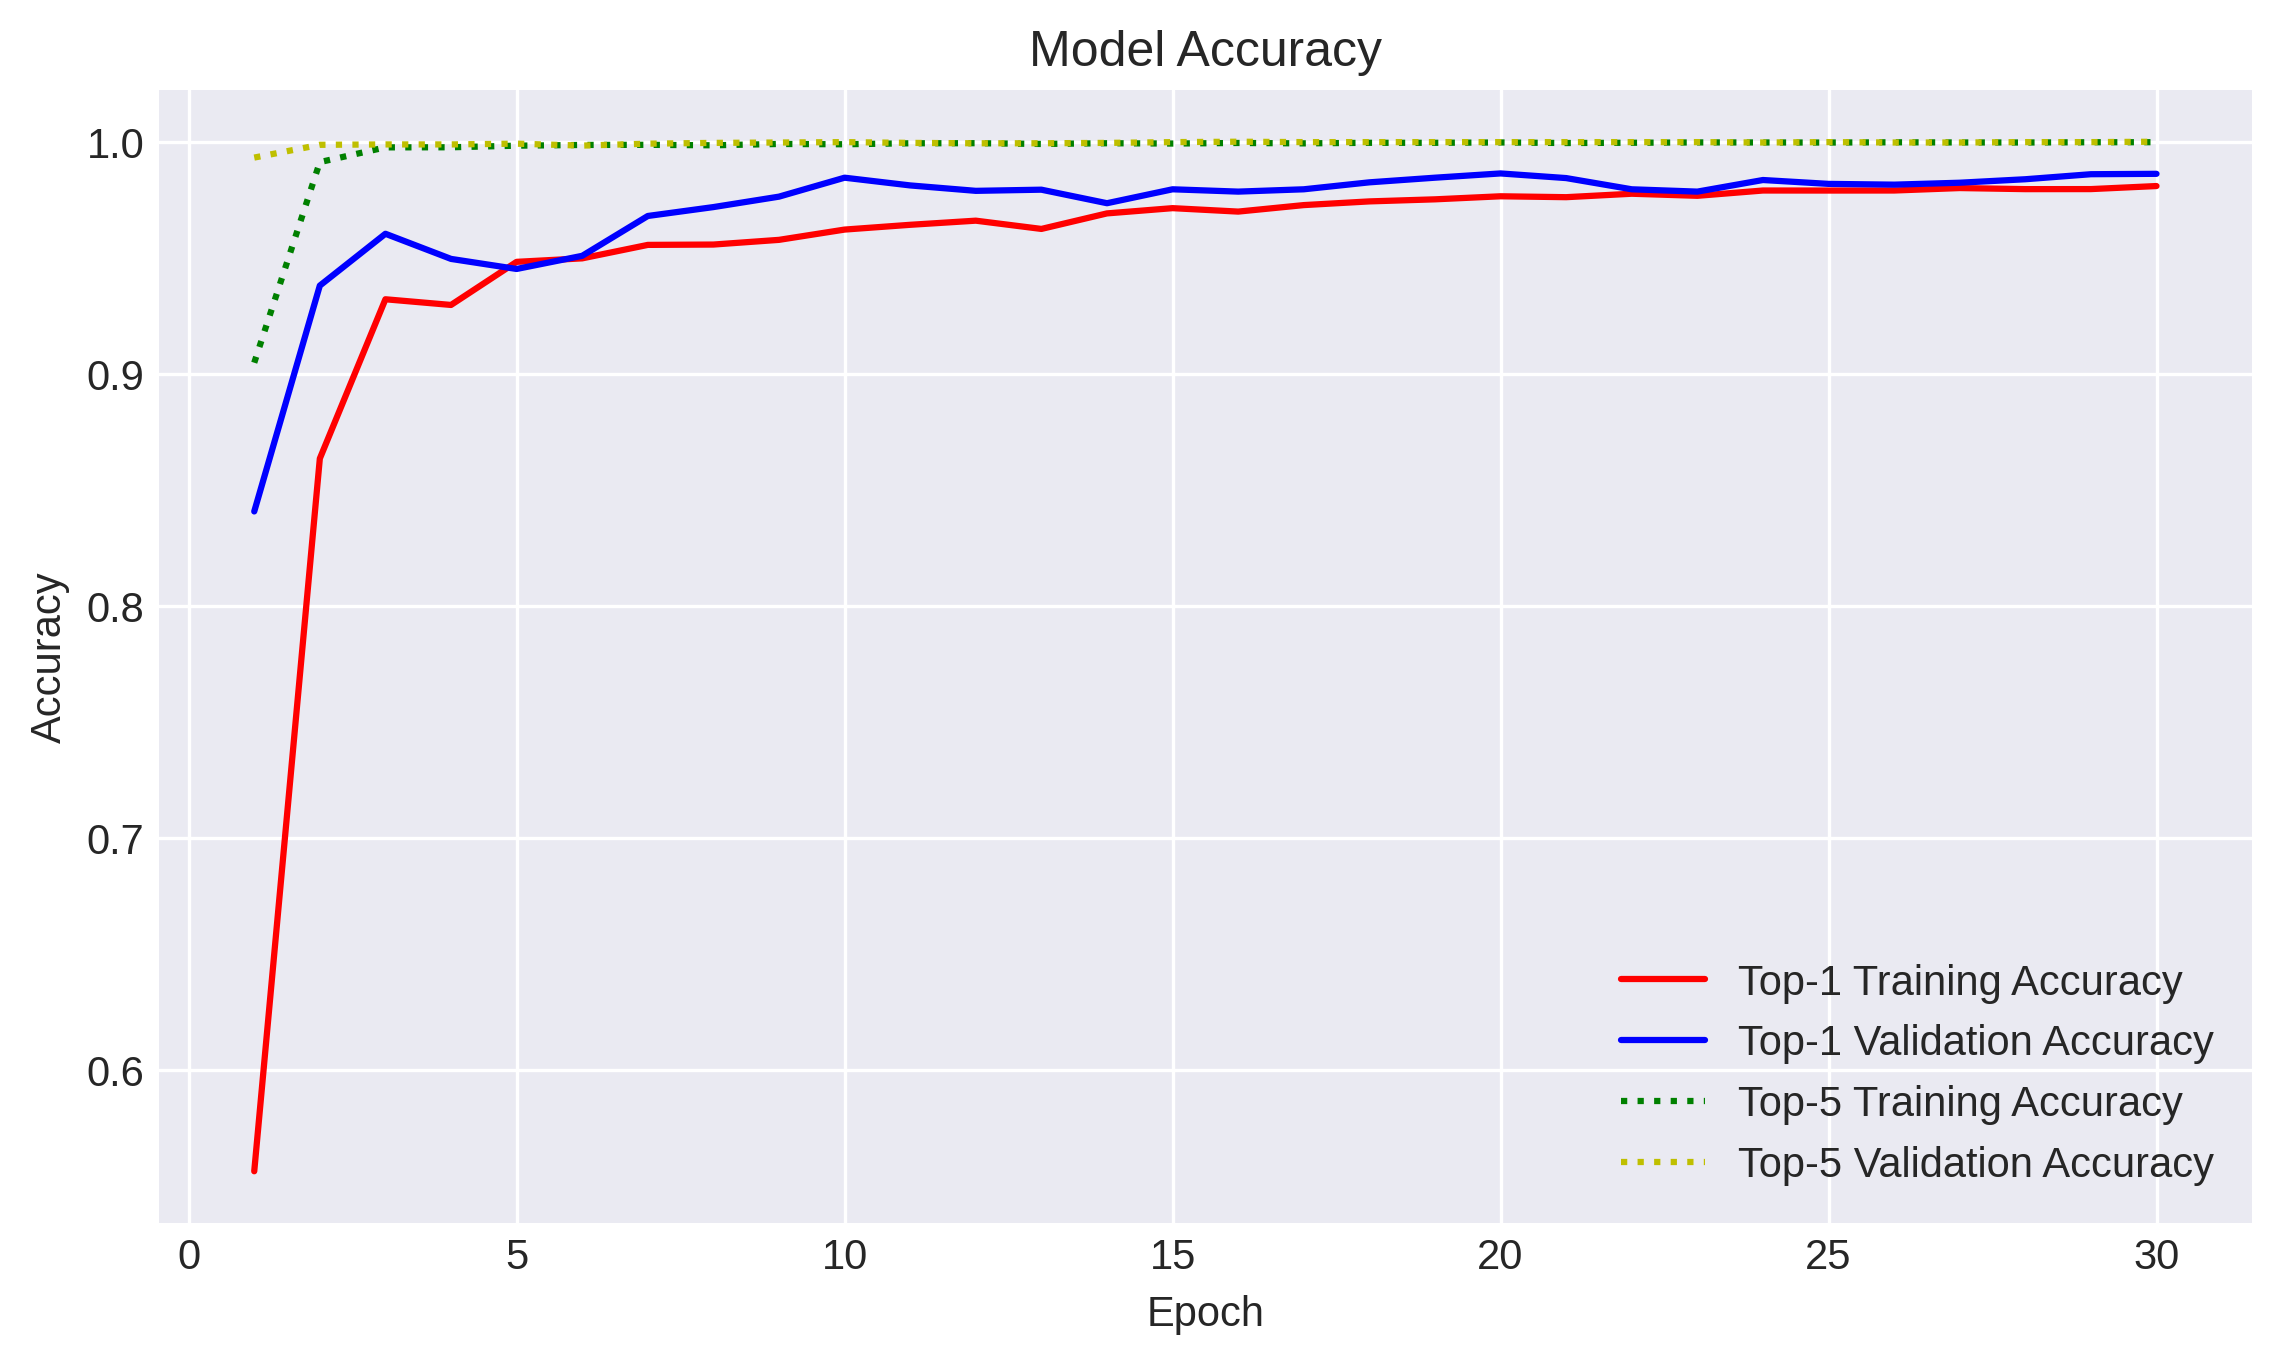 Model Accuracy
1.0
0.9
0.8
0.7
0.6
Accuracy
0 5 10 15 20 25 30
Epoch
Top-1 Training Accuracy
Top-1 Validation Accuracy
Top-5 Training Accuracy
Top-5 Validation Accuracy